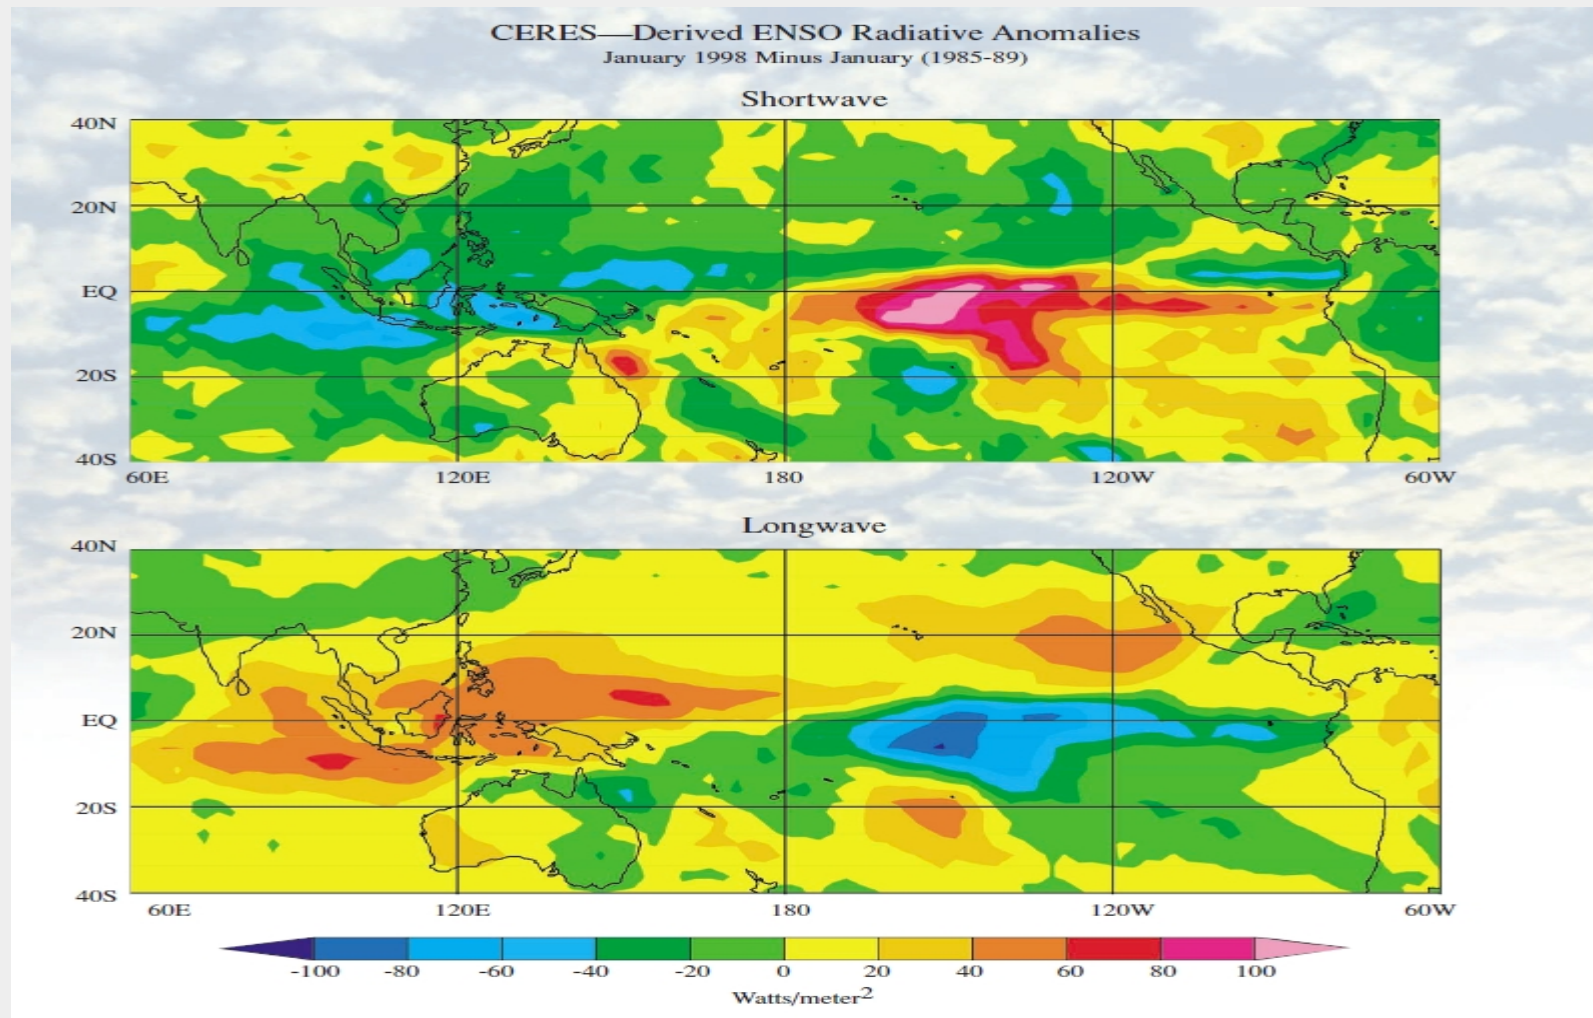 CERES—Derived ENSO Radiative Anomalies
January 1998 Minus January (1985-89)
Shortwave
40N
20N
EQ
20S
40S
60E 120E 180 120W 60W
Longwave
40N
20N
EQ
20S
40S
60E 120E 180 120W 60W
-100 -80 -60 -40 -20 0 20 40 60 80 100
Watts/meter²